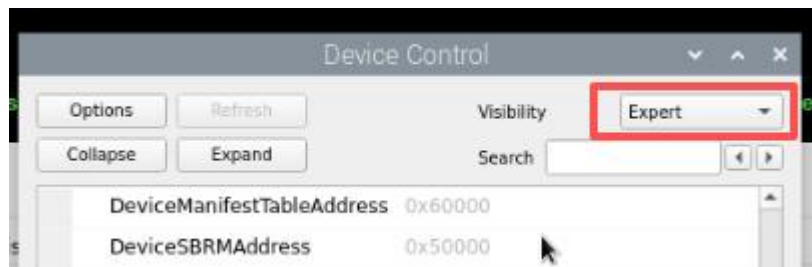 Device Control
Options Refresh Visibility Expert
Collapse Expand Search
DeviceManifestTableAddress 0x60000
DeviceSBRMAddress 0x50000